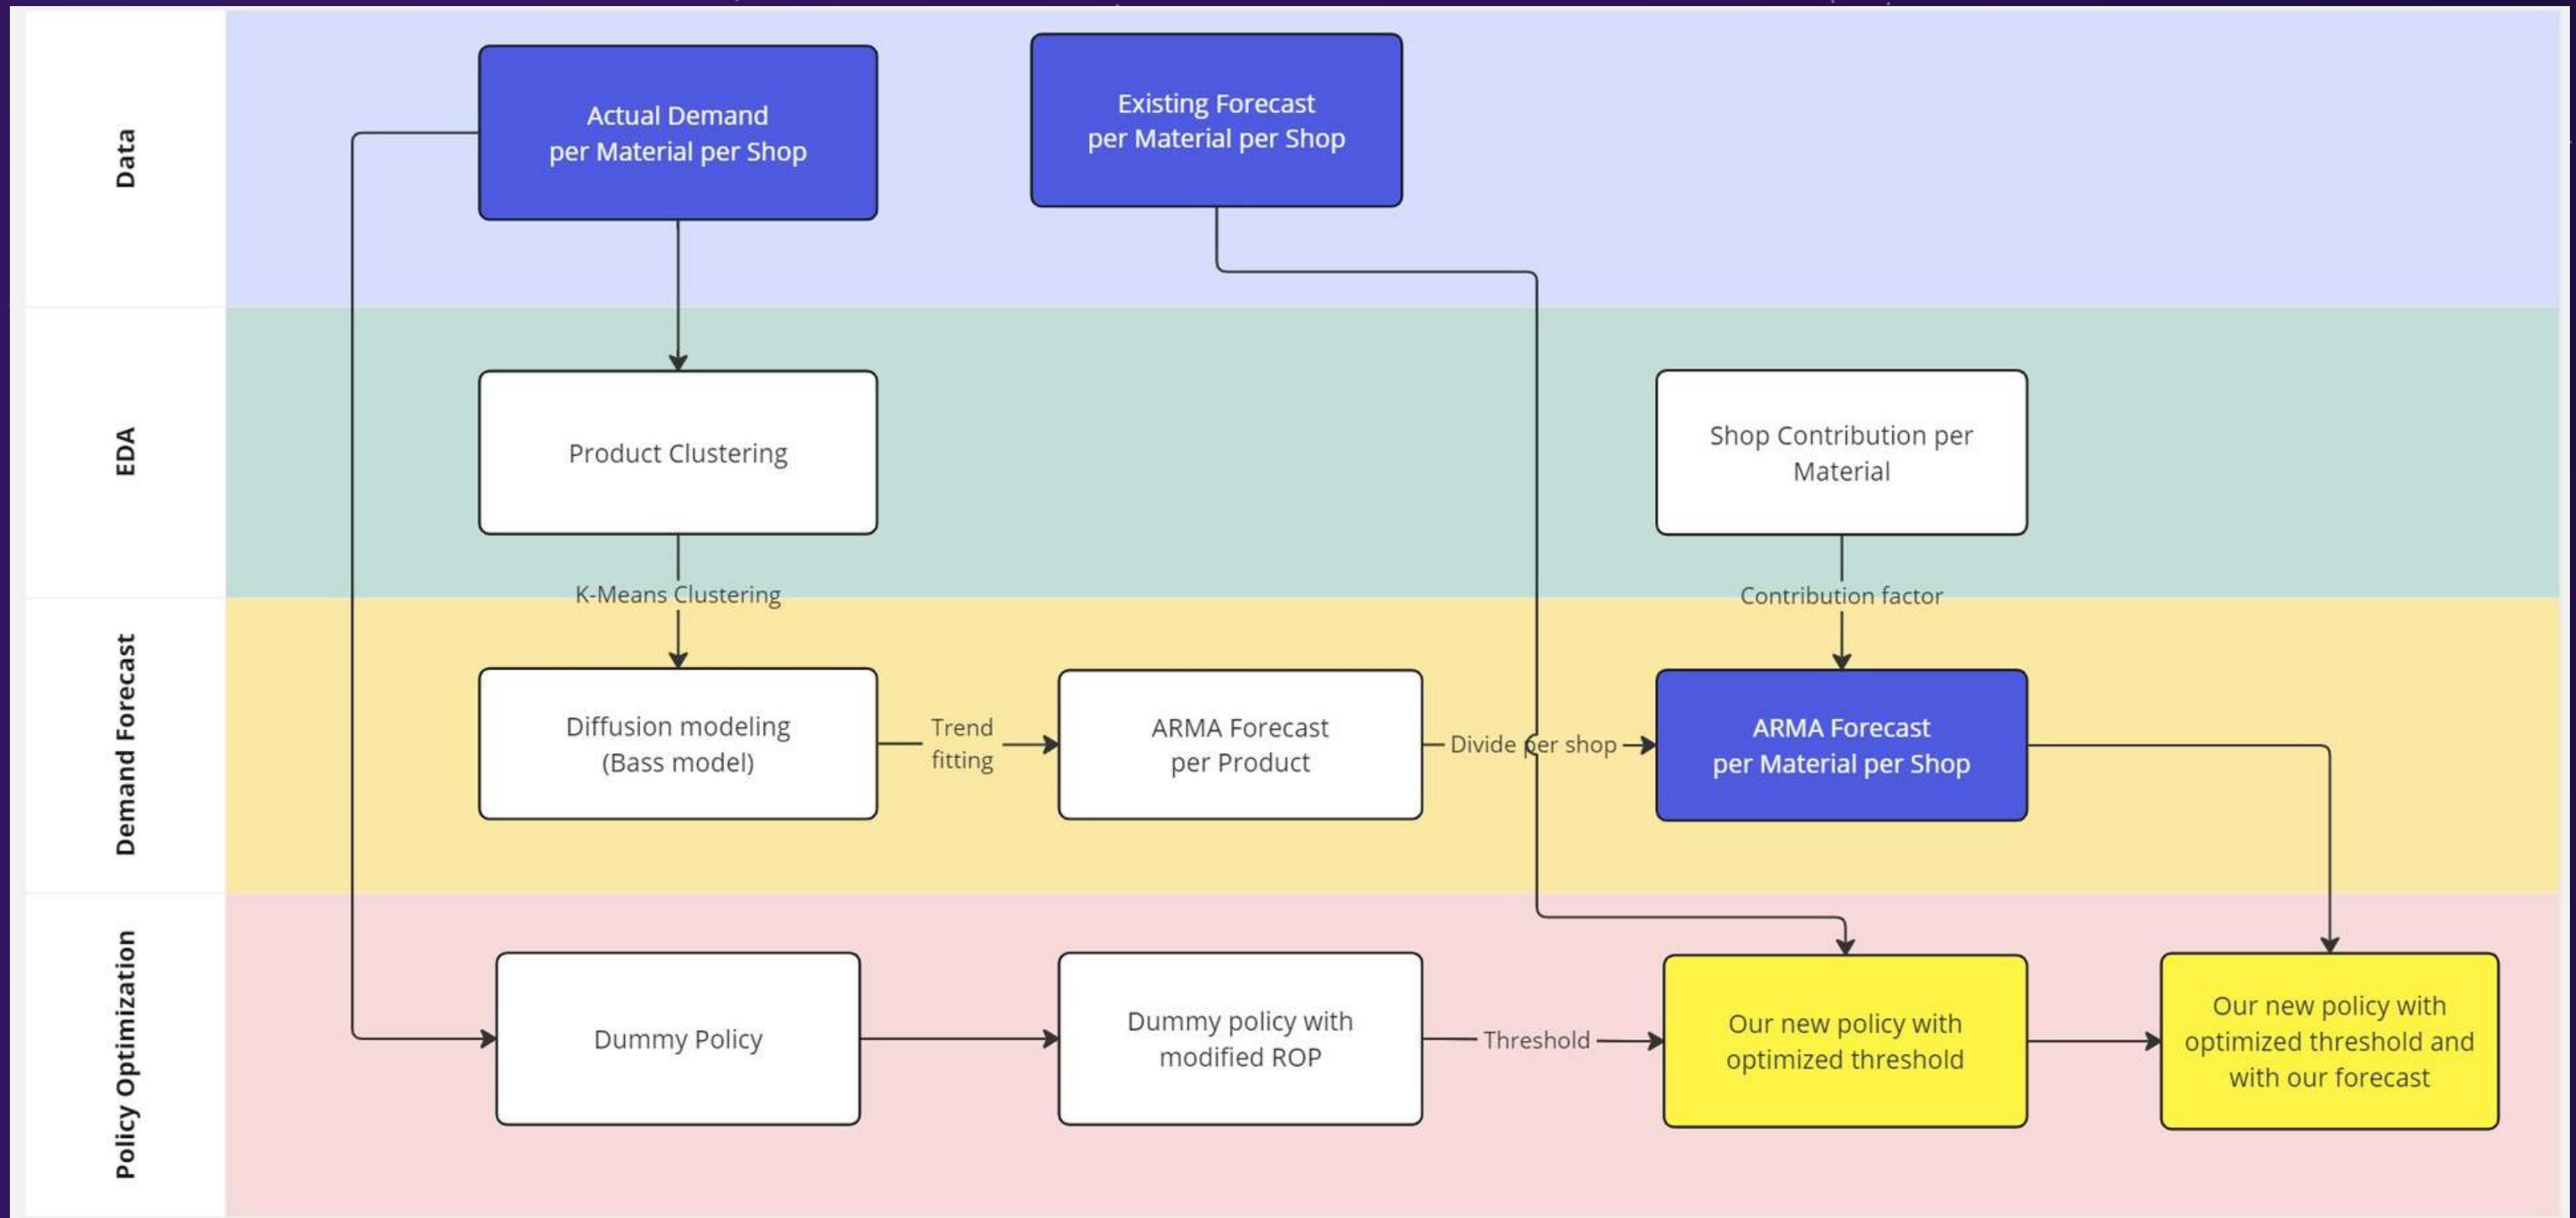 Data
Actual Demand
per Material per Shop
Existing Forecast
per Material per Shop
EDA
Product Clustering
Shop Contribution per
Material
K-Means Clustering
Contribution factor
Demand Forecast
Diffusion modeling
(Bass model)
Trend
fitting
ARMA Forecast
per Product
Divide per shop
ARMA Forecast
per Material per Shop
Policy Optimization
Dummy Policy
Dummy policy with
modified ROP
Threshold
Our new policy with
optimized threshold
Our new policy with
optimized threshold and
with our forecast